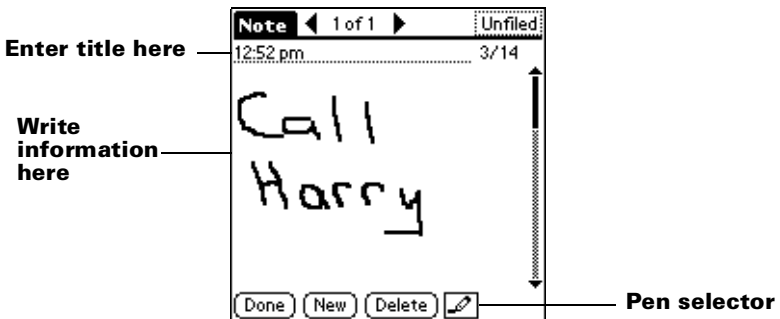 Note 1 of 1 Unfiled
Enter title here
12:52 pm 3/14
Call
Write
information
here
Harry
Done New Delete
Pen selector